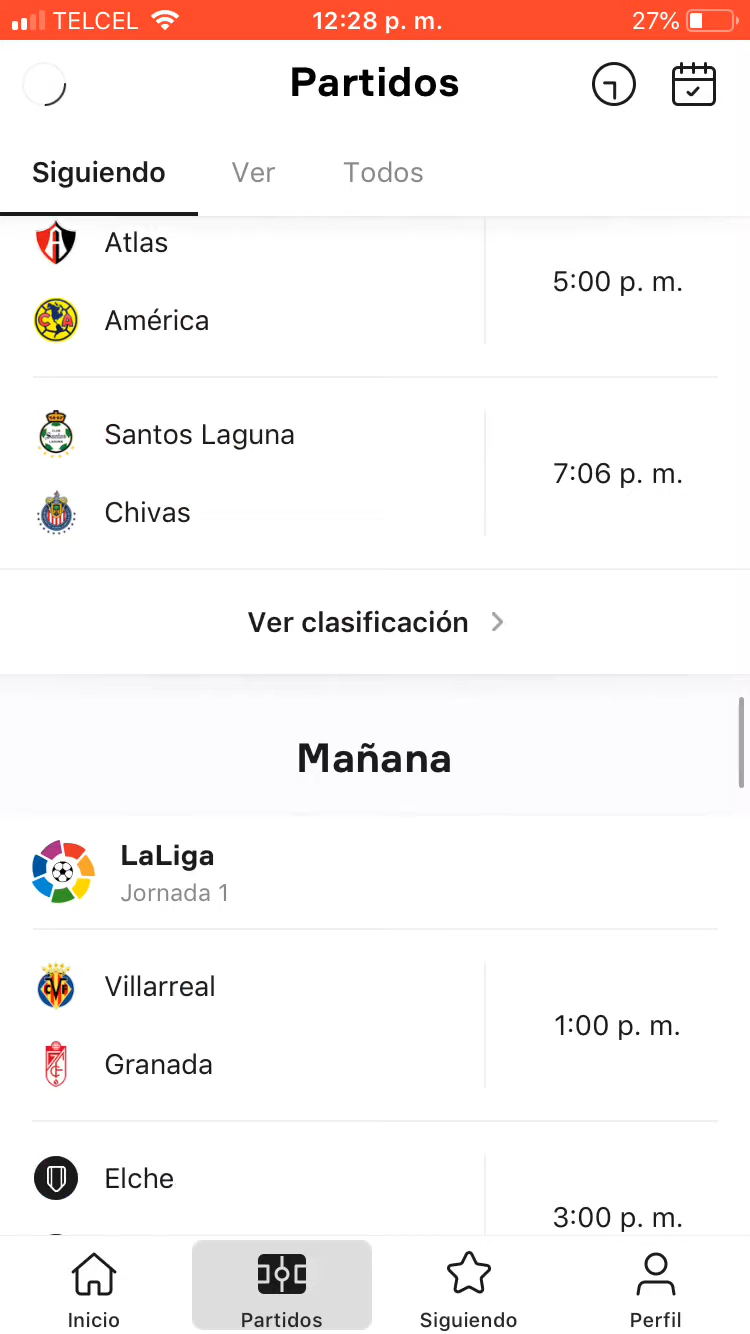 TELCEL 12:28 p. m. 27%
Partidos
Siguiendo Ver Todos
Atlas
5:00 p. m.
América
Santos Laguna
7:06 p. m.
Chivas
Ver clasificación
Mañana
LaLiga
Jornada 1
Villarreal
1:00 p. m.
Granada
Elche
3:00 p. m.
Inicio Partidos Siguiendo Perfil